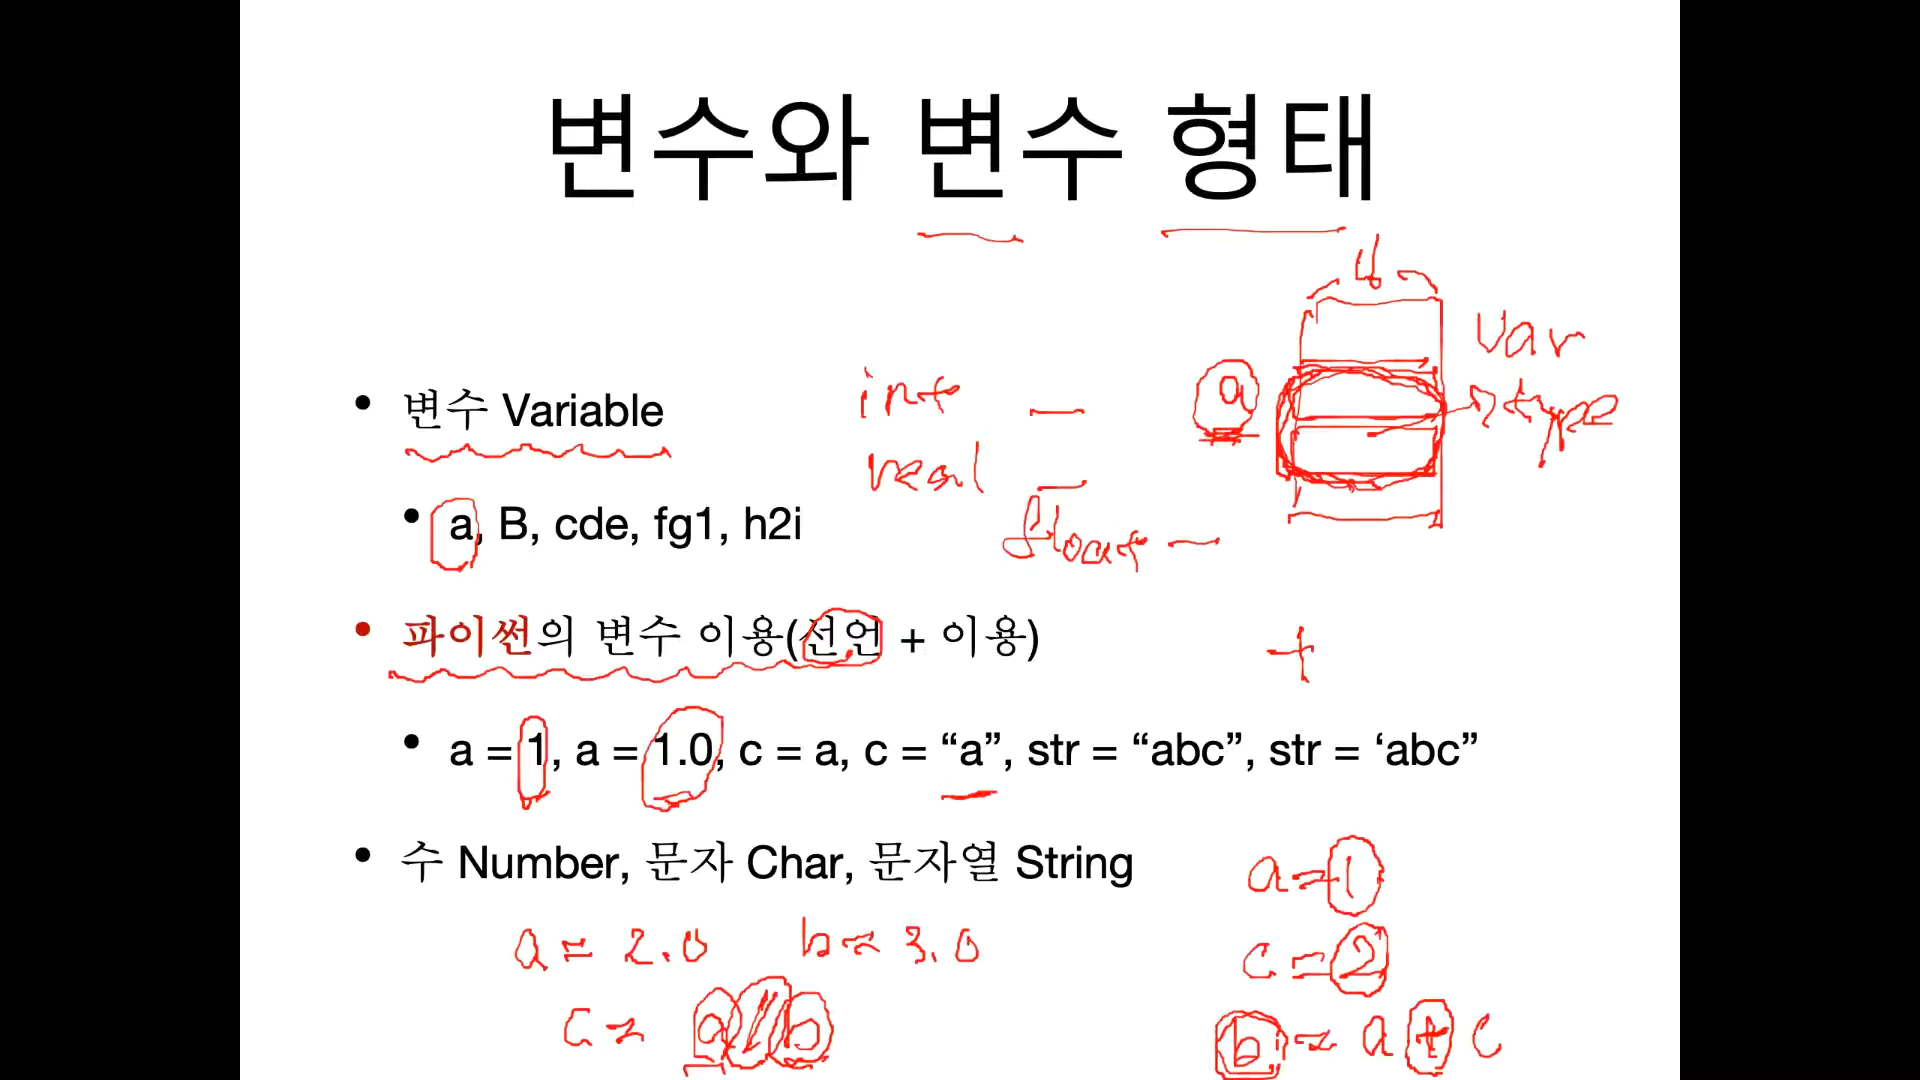 변수와 변수 형태
• 변수 Variable
• a, B, cde, fg1, h2i
• 파이썬의 변수 이용(선언 + 이용)
• a = 1, a = 1.0, c = a, c = “a”, str = “abc”, str = ‘abc”
• 수 Number, 문자 Char, 문자열 String
int —
real —
float —
a
var
type
+
a = 2.0 b = 3.0
c = a / b
a = 1
c = 2
b = a + c